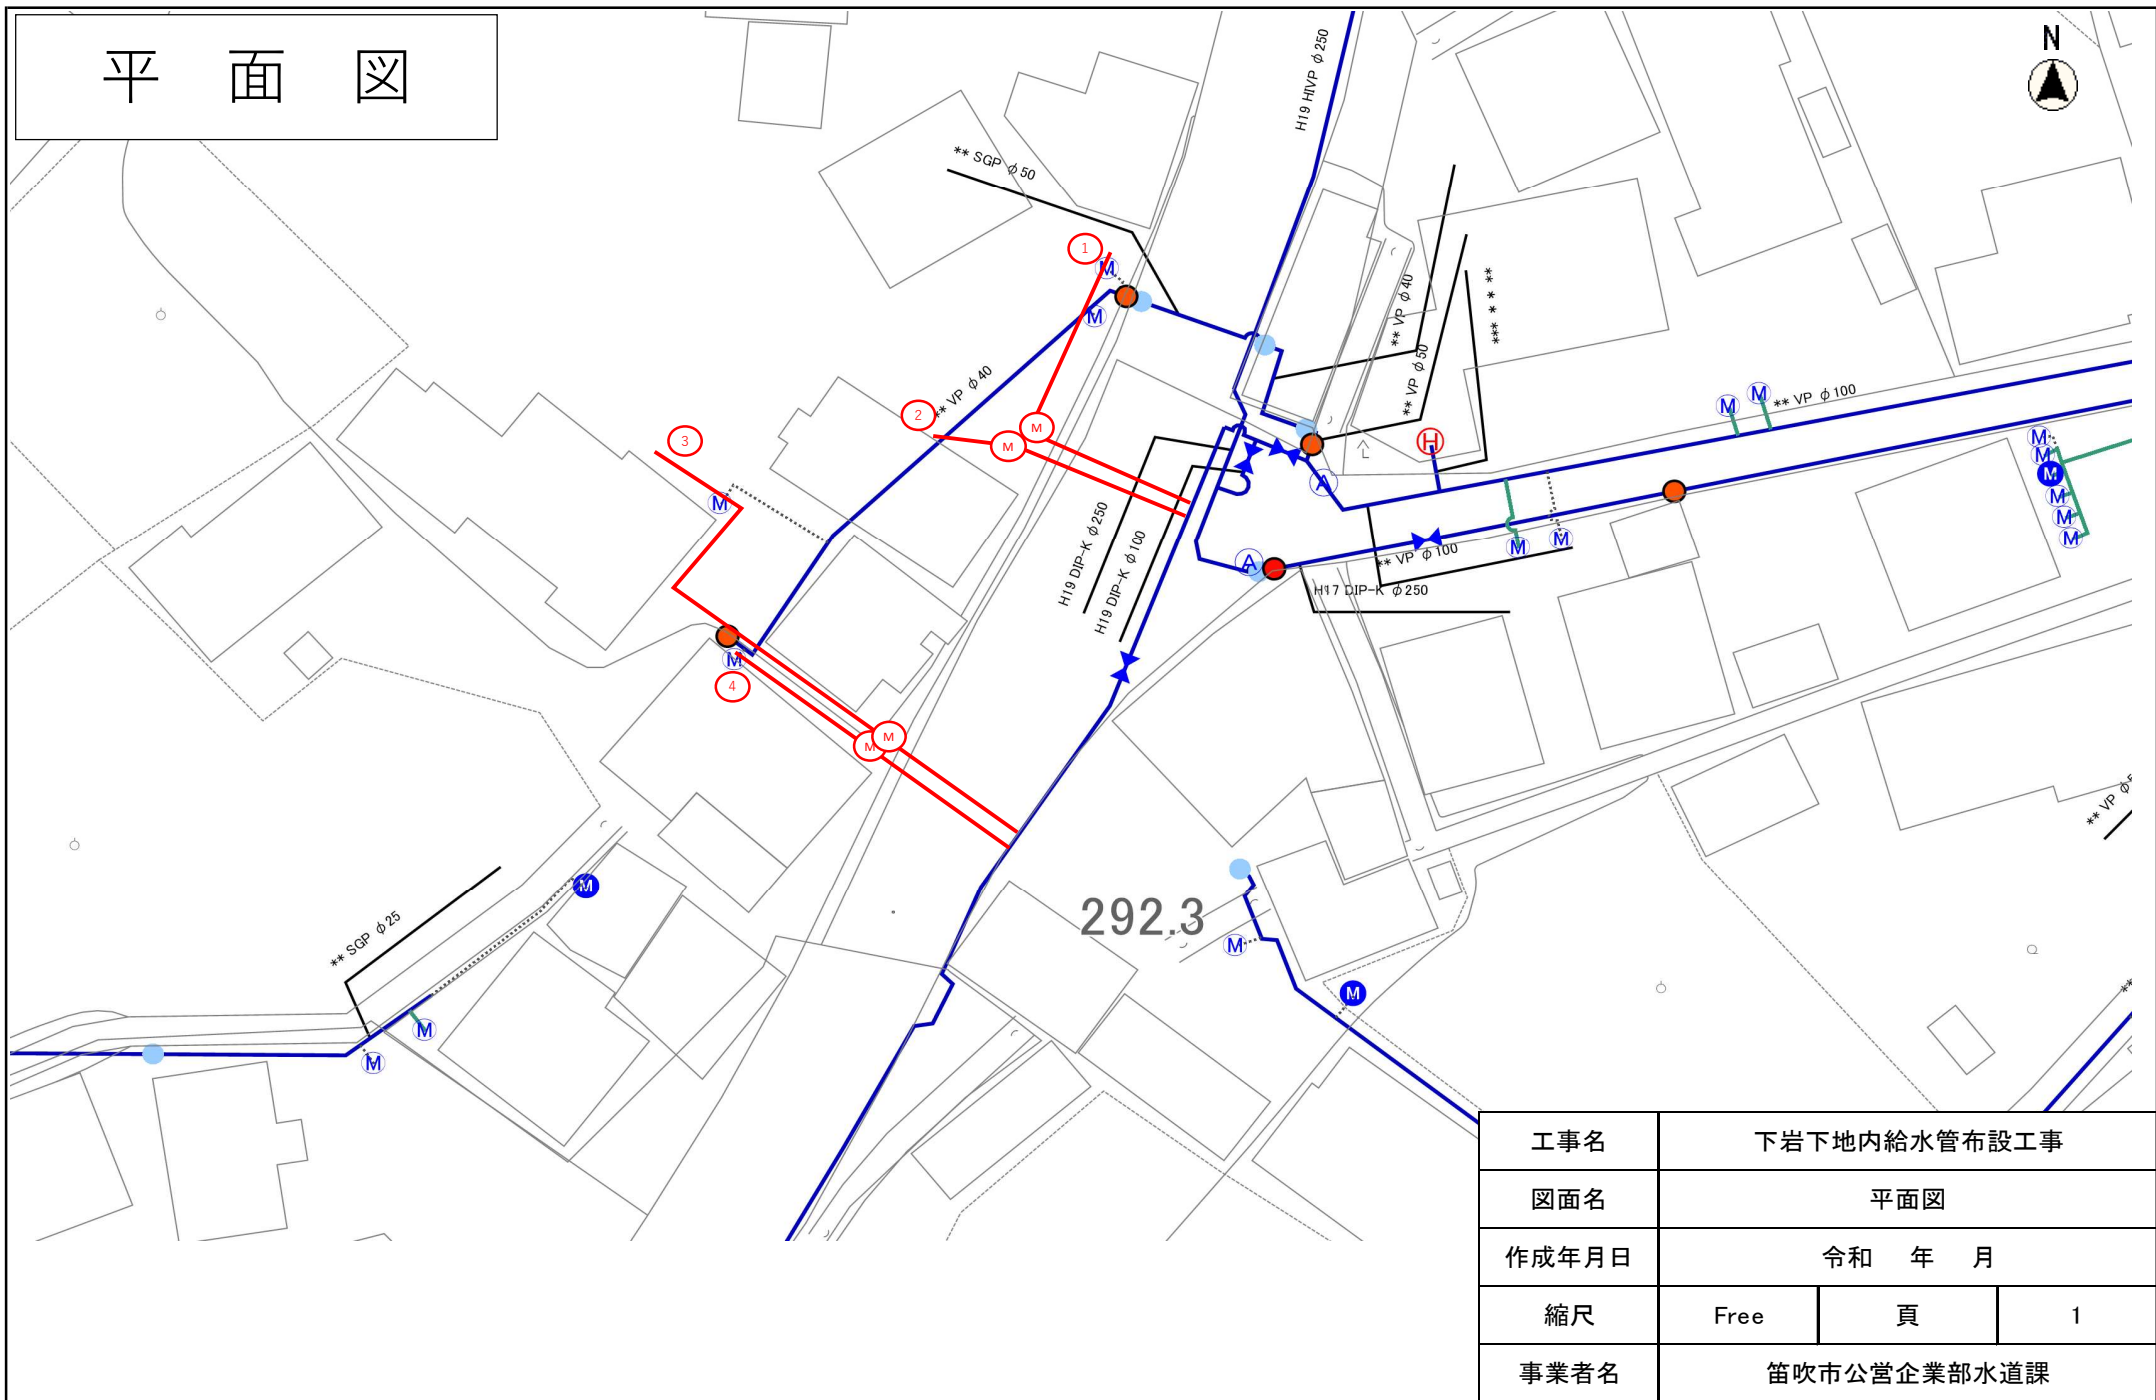 平 面 図
N
H19 HIVP φ250
** SGP φ50
1
M
M
** VP φ40
2
M
M
3
M
** VP φ40
** VP φ50
*** * * **
H
A
A
M
M
** VP φ100
M
M
M
M
M
M
H19 DIP-K φ250
H19 DIP-K φ100
** VP φ100
M
M
H17 DIP-K φ250
M
4
M
M
** VP φ
M
** SGP φ25
292.3
M
M
M
M
**
工事名 下岩下地内給水管布設工事
図面名 平面図
作成年月日 令和 年 月
縮尺 Free 頁 1
事業者名 笛吹市公営企業部水道課